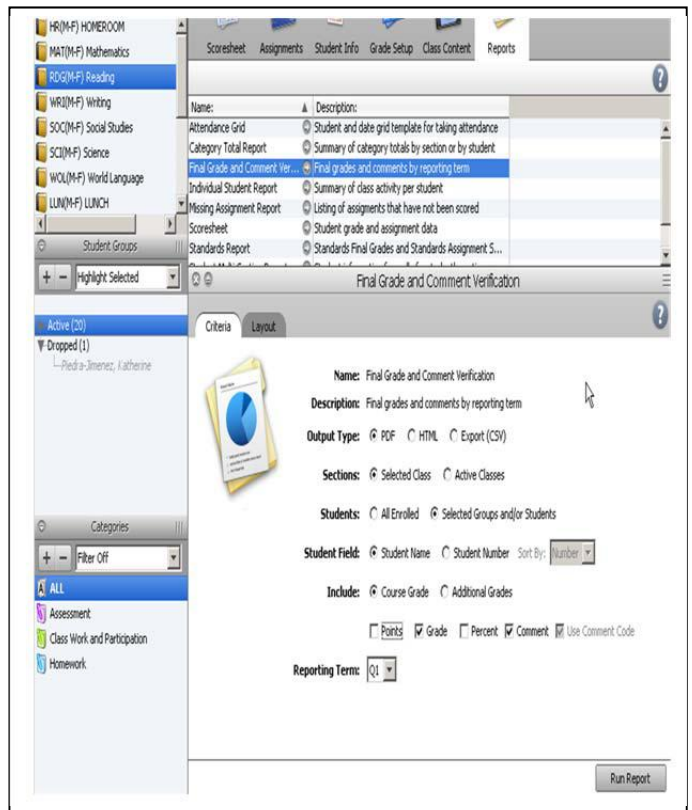 HR(M-F) HOMEROOM
MAT(M-F) Mathematics
RDG(M-F) Reading
WRI(M-F) Writing
SOC(M-F) Social Studies
SCI(M-F) Science
WOL(M-F) World Language
LUN(M-F) LUNCH
Student Groups
+ - Highlight Selected
Active (20)
Dropped (1)
Piedra-Jimenez, Katherine
Categories
+ - Filter Off
ALL
Assessment
Class Work and Participation
Homework
Scoresheet Assignments Student Info Grade Setup Class Content Reports
?
Name: Description:
Attendance Grid Student and date grid template for taking attendance
Category Total Report Summary of category totals by section or by student
Final Grade and Comment Ver... Final grades and comments by reporting term
Individual Student Report Summary of class activity per student
Missing Assignment Report Listing of assigments that have not been scored
Scoresheet Student grade and assignment data
Standards Report Standards Final Grades and Standards Assignment S...
Final Grade and Comment Verification
Criteria Layout
?
Name: Final Grade and Comment Verification
Description: Final grades and comments by reporting term
Output Type: PDF HTML Export (CSV)
Sections: Selected Class Active Classes
Students: All Enrolled Selected Groups and/or Students
Student Field: Student Name Student Number Sort By: Number
Include: Course Grade Additional Grades
Points Grade Percent Comment Use Comment Code
Reporting Term: Q1
Run Report